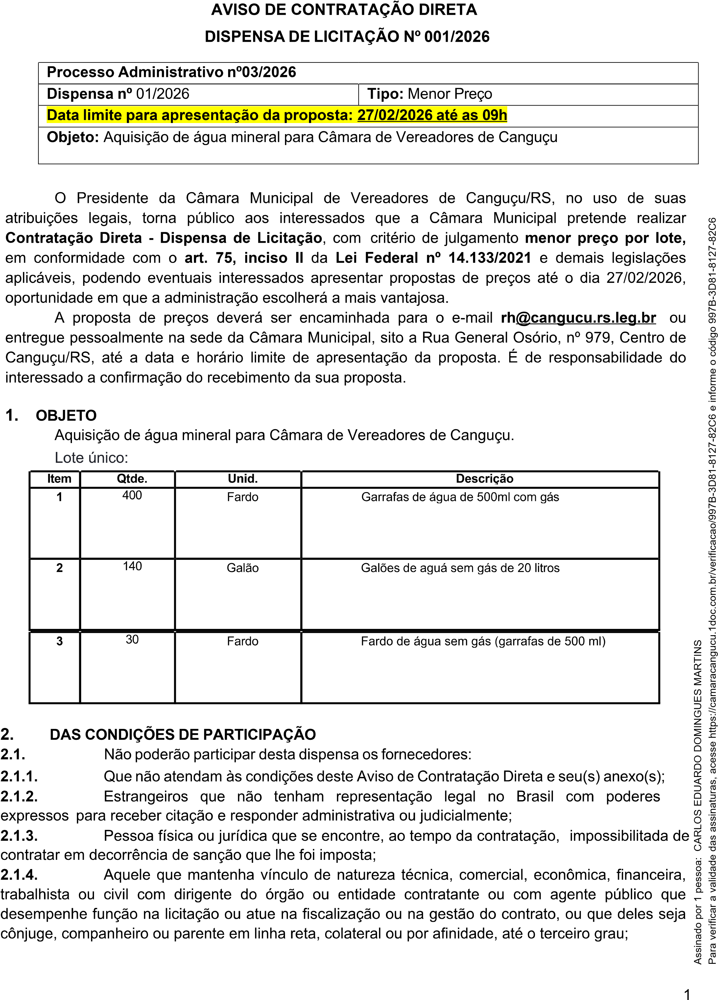 AVISO DE CONTRATAÇÃO DIRETA
DISPENSA DE LICITAÇÃO Nº 001/2026
Processo Administrativo nº03/2026
Dispensa nº 01/2026
Tipo: Menor Preço
Data limite para apresentação da proposta: 27/02/2026 até as 09h
Objeto: Aquisição de água mineral para Câmara de Vereadores de Canguçu
O Presidente da Câmara Municipal de Vereadores de Canguçu/RS, no uso de suas
atribuições legais, torna público aos interessados que a Câmara Municipal pretende realizar
Contratação Direta - Dispensa de Licitação, com critério de julgamento menor preço por lote,
em conformidade com o art. 75, inciso II da Lei Federal nº 14.133/2021 e demais legislações
aplicáveis, podendo eventuais interessados apresentar propostas de preços até o dia 27/02/2026,
oportunidade em que a administração escolherá a mais vantajosa.
A proposta de preços deverá ser encaminhada para o e-mail rh@cangucu.rs.leg.br ou
entregue pessoalmente na sede da Câmara Municipal, sito a Rua General Osório, nº 979, Centro de
Canguçu/RS, até a data e horário limite de apresentação da proposta. É de responsabilidade do
interessado a confirmação do recebimento da sua proposta.
1. OBJETO
Aquisição de água mineral para Câmara de Vereadores de Canguçu.
Lote único:
Item Qtde. Unid. Descrição
1 400 Fardo Garrafas de água de 500ml com gás
2 140 Galão Galões de aguá sem gás de 20 litros
3 30 Fardo Fardo de água sem gás (garrafas de 500 ml)
2. DAS CONDIÇÕES DE PARTICIPAÇÃO
2.1. Não poderão participar desta dispensa os fornecedores:
2.1.1. Que não atendam às condições deste Aviso de Contratação Direta e seu(s) anexo(s);
2.1.2. Estrangeiros que não tenham representação legal no Brasil com poderes
expressos para receber citação e responder administrativa ou judicialmente;
2.1.3. Pessoa física ou jurídica que se encontre, ao tempo da contratação, impossibilitada de
contratar em decorrência de sanção que lhe foi imposta;
2.1.4. Aquele que mantenha vínculo de natureza técnica, comercial, econômica, financeira,
trabalhista ou civil com dirigente do órgão ou entidade contratante ou com agente público que
desempenhe função na licitação ou atue na fiscalização ou na gestão do contrato, ou que deles seja
cônjuge, companheiro ou parente em linha reta, colateral ou por afinidade, até o terceiro grau;
Assinado por 1 pessoa: CARLOS EDUARDO DOMINGUES MARTINS
Para verificar a validade das assinaturas, acesse https://camaracangucu.1doc.com.br/verificacao/997B-3D81-8127-82C6 e informe o código 997B-3D81-8127-82C6
1